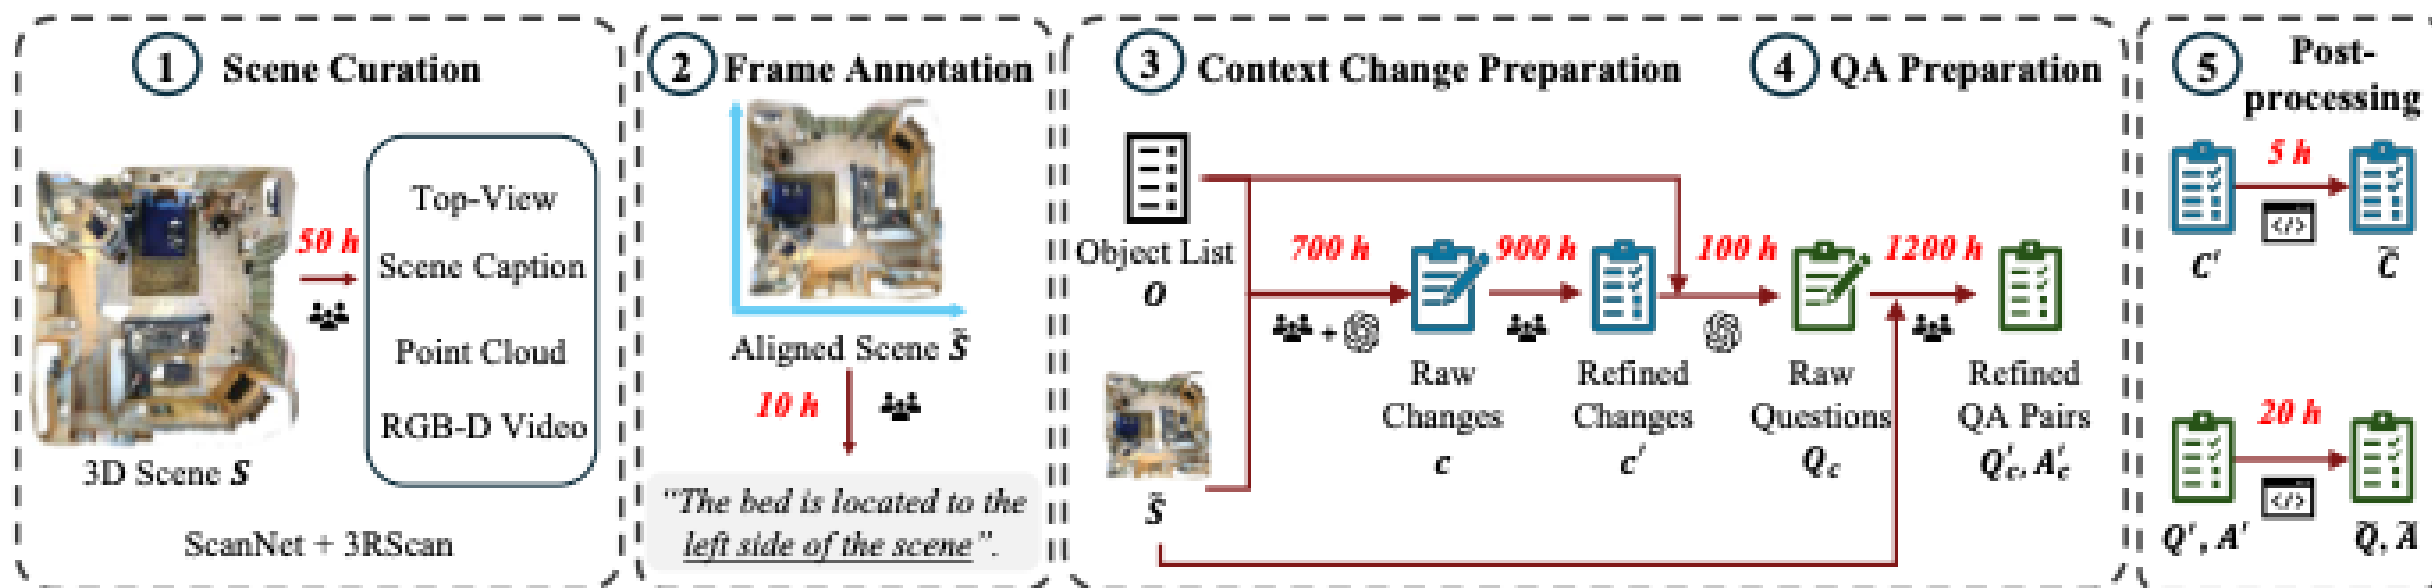 1 Scene Curation
50 h
Top-View
Scene Caption
Point Cloud
RGB-D Video
3D Scene S
ScanNet + 3RScan
2 Frame Annotation
Aligned Scene S̃
10 h
"The bed is located to the
left side of the scene".
3 Context Change Preparation
Object List
O
S̃
700 h
+
Raw
Changes
c
900 h
Refined
Changes
c′
4 QA Preparation
100 h
Raw
Questions
Q_c
1200 h
Refined
QA Pairs
Q′_c, A′_c
5 Post-
processing
5 h
</>
C′
C̃
20 h
</>
Q′, A′
Q̃, Ã